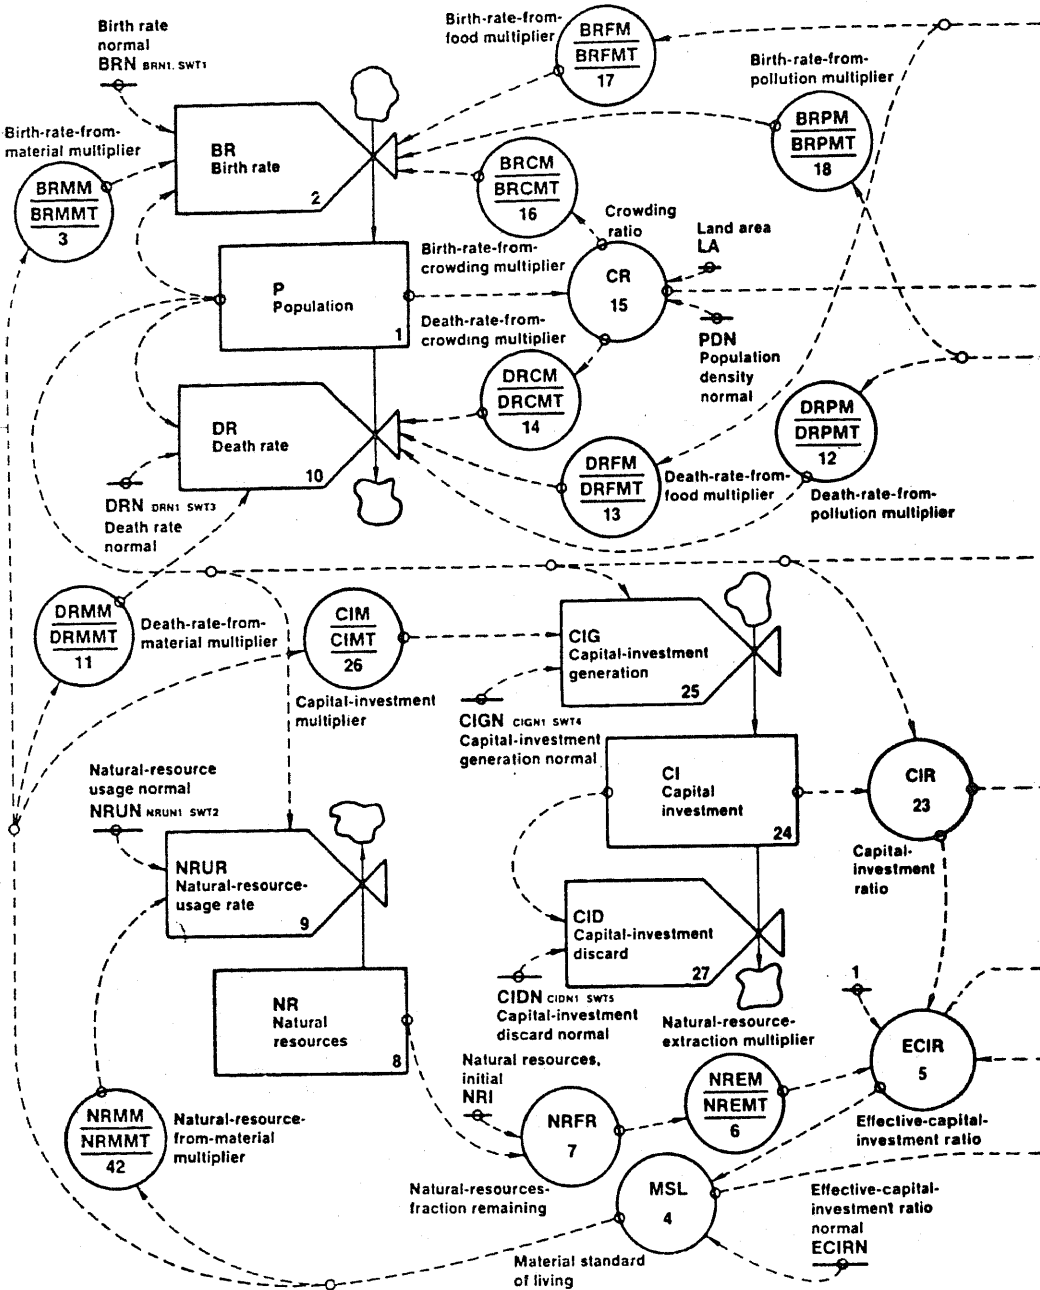 Birth rate
normal
BRN BRN1. SWT1
Birth-rate-from-
food multiplier
BRFM
BRFMT
17
Birth-rate-from-
pollution multiplier
BRPM
BRPMT
18
Birth-rate-from-
material multiplier
BRMM
BRMMT
3
BR
Birth rate
2
BRCM
BRCMT
16
Crowding
ratio
Land area
LA
P
Population
1
Birth-rate-from-
crowding multiplier
CR
15
Death-rate-from-
crowding multiplier
PDN
Population
density
normal
DRCM
DRCMT
14
DRPM
DRPMT
12
DR
Death rate
10
DRFM
DRFMT
13
Death-rate-from-
food multiplier
Death-rate-from-
pollution multiplier
DRN DRN1 SWT3
Death rate
normal
DRMM
DRMMT
11
Death-rate-from-
material multiplier
CIM
CIMT
26
Capital-investment
multiplier
CIG
Capital-investment
generation
25
CIGN CIGN1 SWT4
Capital-investment
generation normal
CI
Capital
investment
24
CIR
23
Capital-
investment
ratio
Natural-resource
usage normal
NRUN NRUN1 SWT2
NRUR
Natural-resource-
usage rate
9
CID
Capital-investment
discard
27
CIDN CIDN1 SWT5
Capital-investment
discard normal
NR
Natural
resources
8
Natural-resource-
extraction multiplier
1
ECIR
5
Effective-capital-
investment ratio
Natural resources,
initial
NRI
NRFR
7
NREM
NREMT
6
NRMM
NRMMT
42
Natural-resource-
from-material
multiplier
Natural-resources-
fraction remaining
MSL
4
Effective-capital-
investment ratio
normal
ECIRN
Material standard
of living